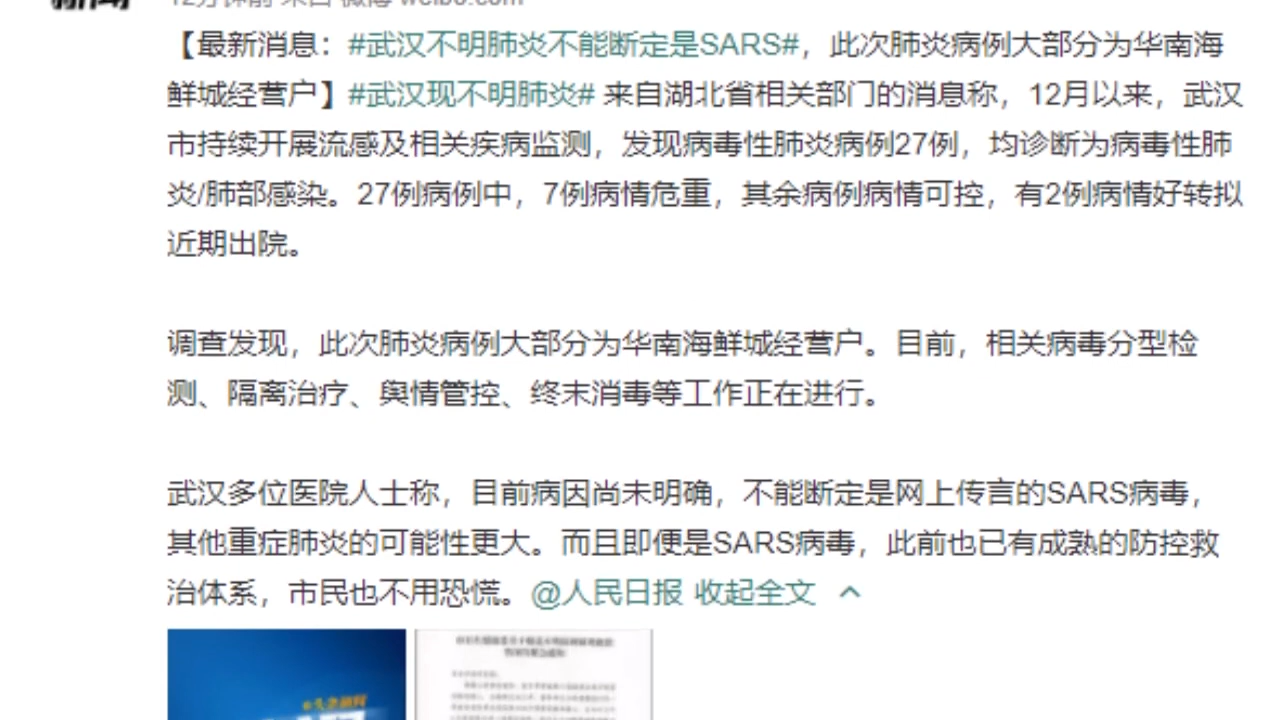 12分钟前 来自 微博 weibo.com
【最新消息：#武汉不明肺炎不能断定是SARS#，此次肺炎病例大部分为华南海
鲜城经营户】#武汉现不明肺炎# 来自湖北省相关部门的消息称，12月以来，武汉
市持续开展流感及相关疾病监测，发现病毒性肺炎病例27例，均诊断为病毒性肺
炎/肺部感染。27例病例中，7例病情危重，其余病例病情可控，有2例病情好转拟
近期出院。
调查发现，此次肺炎病例大部分为华南海鲜城经营户。目前，相关病毒分型检
测、隔离治疗、舆情管控、终末消毒等工作正在进行。
武汉多位医院人士称，目前病因尚未明确，不能断定是网上传言的SARS病毒，
其他重症肺炎的可能性更大。而且即便是SARS病毒，此前也已有成熟的防控救
治体系，市民也不用恐慌。@人民日报 收起全文